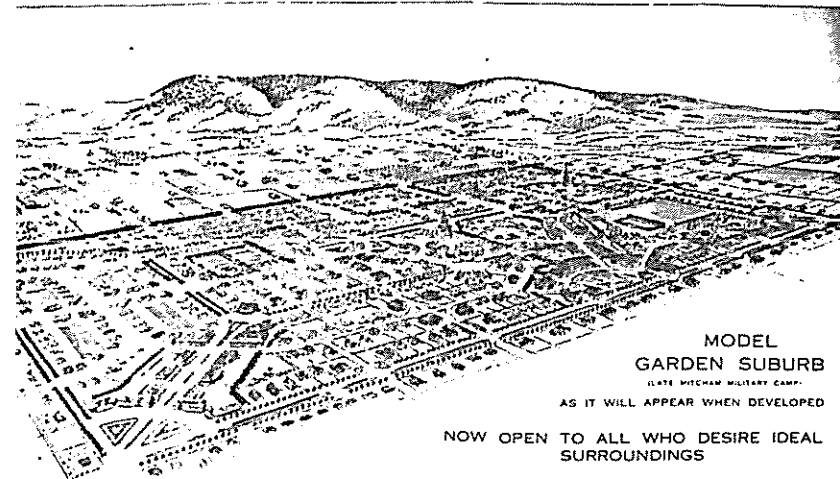 MODEL
GARDEN SUBURB
(LATE MITCHAM MILITARY CAMP)
AS IT WILL APPEAR WHEN DEVELOPED
NOW OPEN TO ALL WHO DESIRE IDEAL
SURROUNDINGS